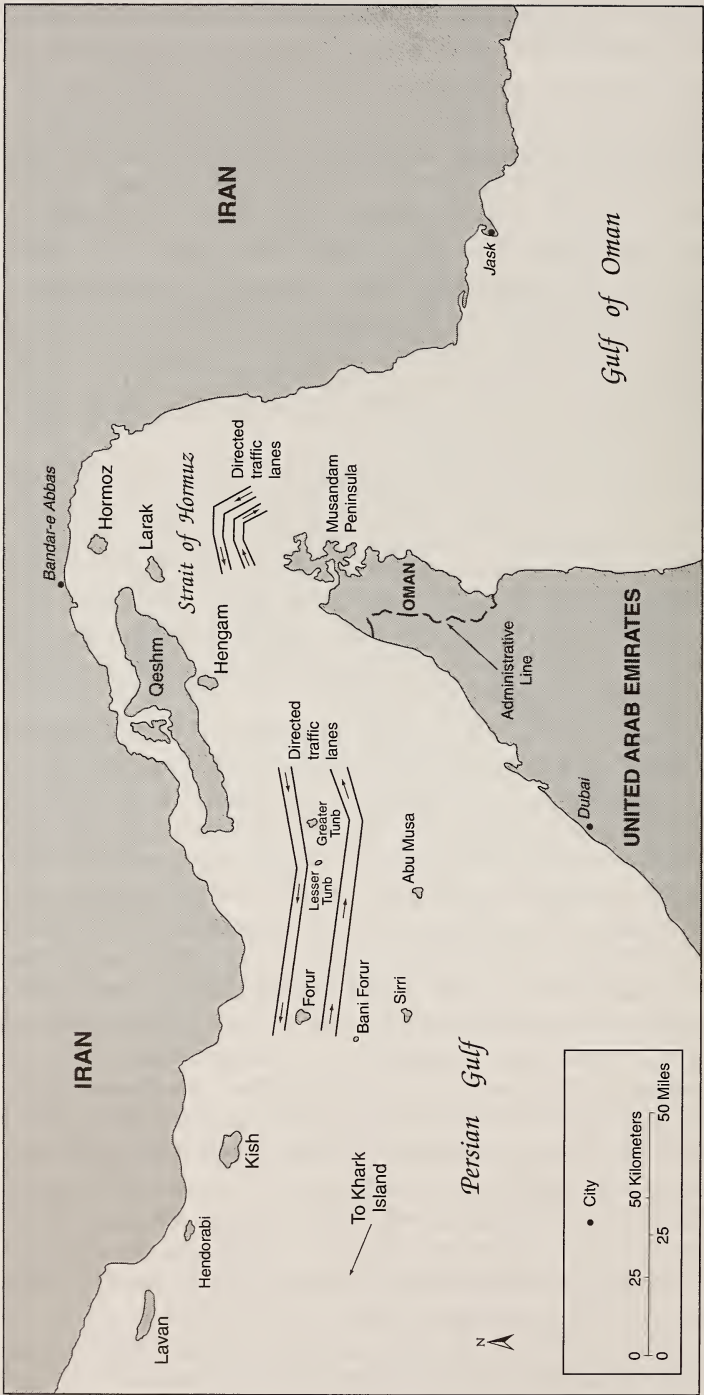 IRAN
IRAN
Bandar-e Abbas
Hormoz
Larak
Qeshm
Strait of Hormuz
Hengam
Directed
traffic
lanes
Directed
traffic
lanes
Musandam
Peninsula
OMAN
Administrative
Line
Jask
Gulf of Oman
Greater
Tunb
Lesser
Tunb
Forur
Bani Forur
Abu Musa
Sirri
Dubai
UNITED ARAB EMIRATES
Kish
Hendorabi
Lavan
To Khark
Island
Persian Gulf
N
City
0 25 50 Kilometers
0 25 50 Miles